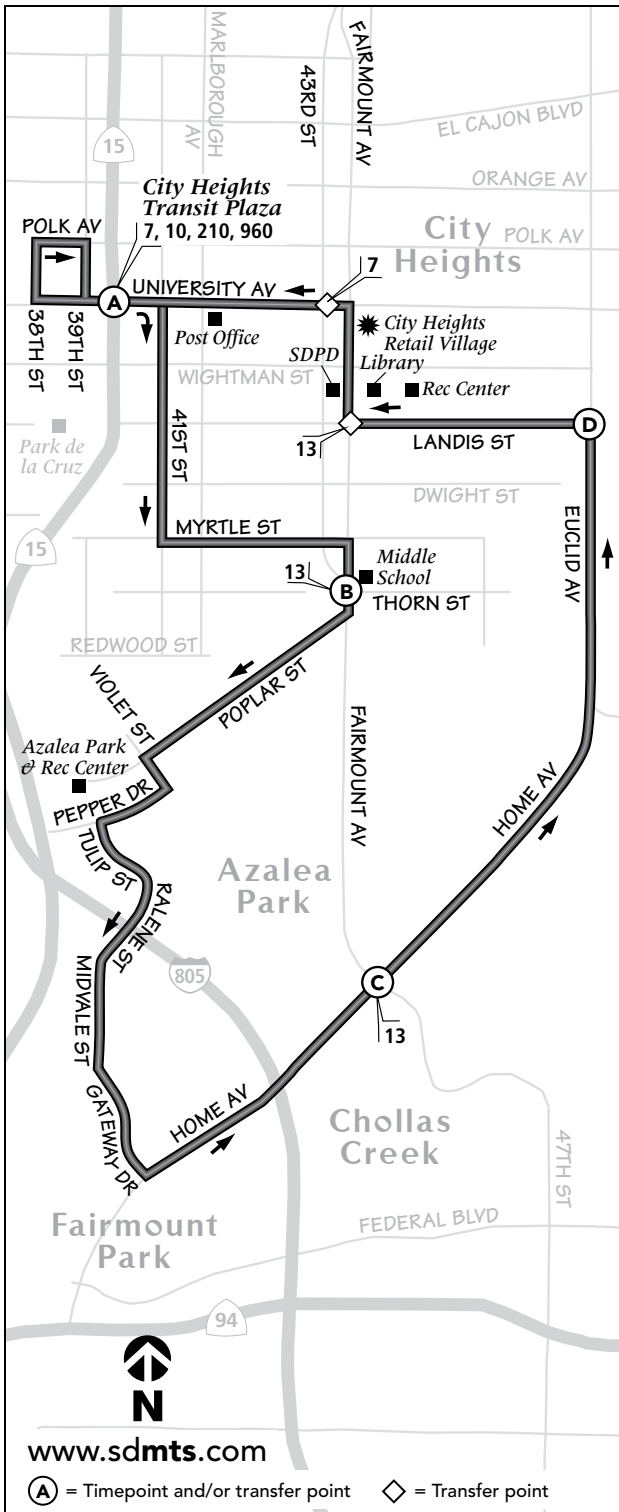 FAIRMOUNT AV
MARLBOROUGH
AV
43RD ST
EL CAJON BLVD
15
ORANGE AV
City Heights
Transit Plaza
7, 10, 210, 960
POLK AV
City
Heights
POLK AV
7
UNIVERSITY AV
A
38TH ST
39TH ST
Post Office
City Heights
Retail Village
SDPD
Library
WIGHTMAN ST
Rec Center
Park de
la Cruz
41ST ST
13
LANDIS ST
D
DWIGHT ST
EUCLID AV
15
MYRTLE ST
Middle
School
13
B
THORN ST
REDWOOD ST
VIOLET ST
POPLAR ST
FAIRMOUNT AV
Azalea Park
& Rec Center
PEPPER DR
TULIP ST
HOME AV
Azalea
Park
RALENE ST
805
C
13
MIDVALE ST
GATEWAY DR
HOME AV
Chollas
Creek
47TH ST
Fairmount
Park
FEDERAL BLVD
94
N
www.sdmts.com
A = Timepoint and/or transfer point ◇ = Transfer point